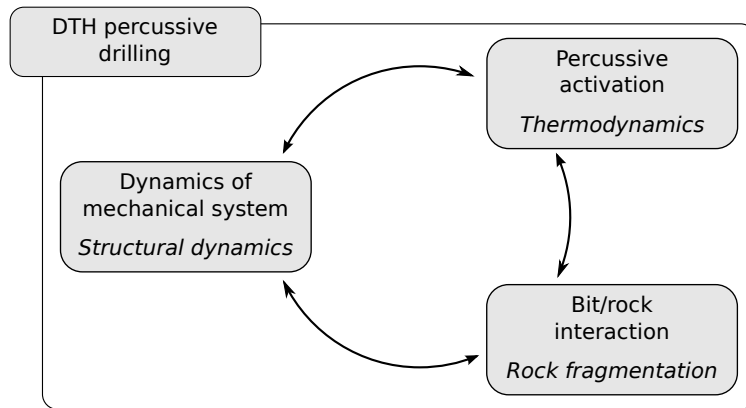 DTH percussive
drilling
Percussive
activation
Thermodynamics
Dynamics of
mechanical system
Structural dynamics
Bit/rock
interaction
Rock fragmentation